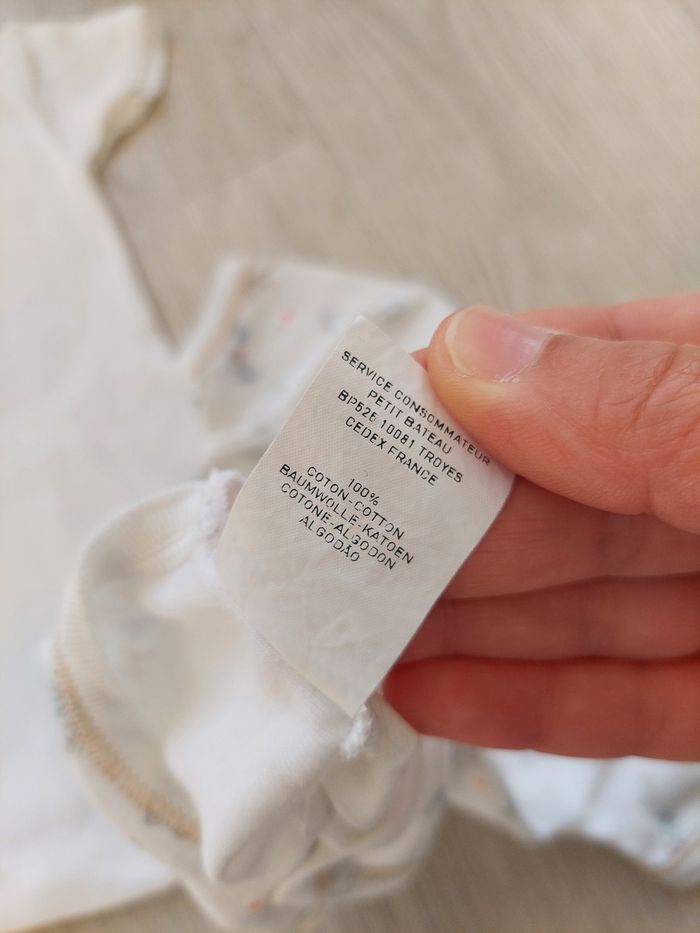 SERVICE CONSOMMATEUR
PETIT BATEAU
BP525 10081 TROYES
CEDEX FRANCE
100%
COTON-COTTON
BAUMWOLLE-KATOEN
COTONE-ALGODON
ALGODÃO